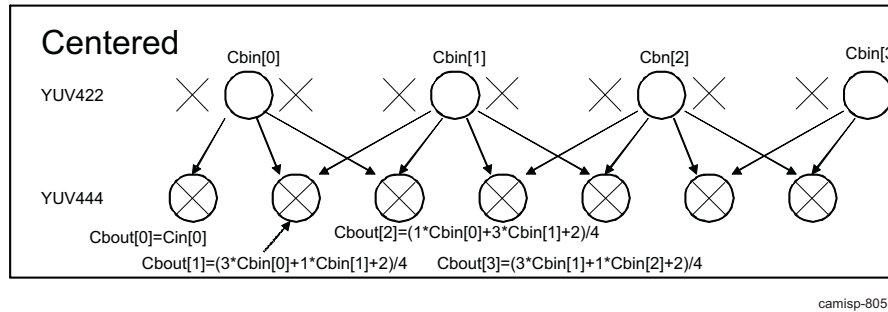 Centered
Cbin[0] Cbin[1] Cbn[2] Cbin[3
YUV422
YUV444
Cbout[0]=Cin[0] Cbout[2]=(1*Cbin[0]+3*Cbin[1]+2)/4
Cbout[1]=(3*Cbin[0]+1*Cbin[1]+2)/4 Cbout[3]=(3*Cbin[1]+1*Cbin[2]+2)/4
camisp-805